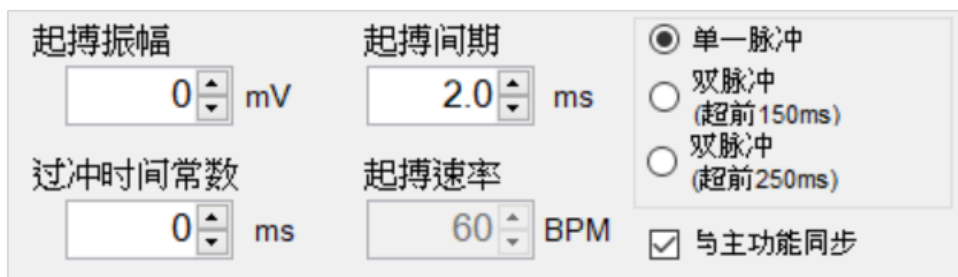 起搏振幅
0 mV
起搏间期
2.0 ms
过冲时间常数
0 ms
起搏速率
60 BPM
单一脉冲
双脉冲
(超前150ms)
双脉冲
(超前250ms)
与主功能同步